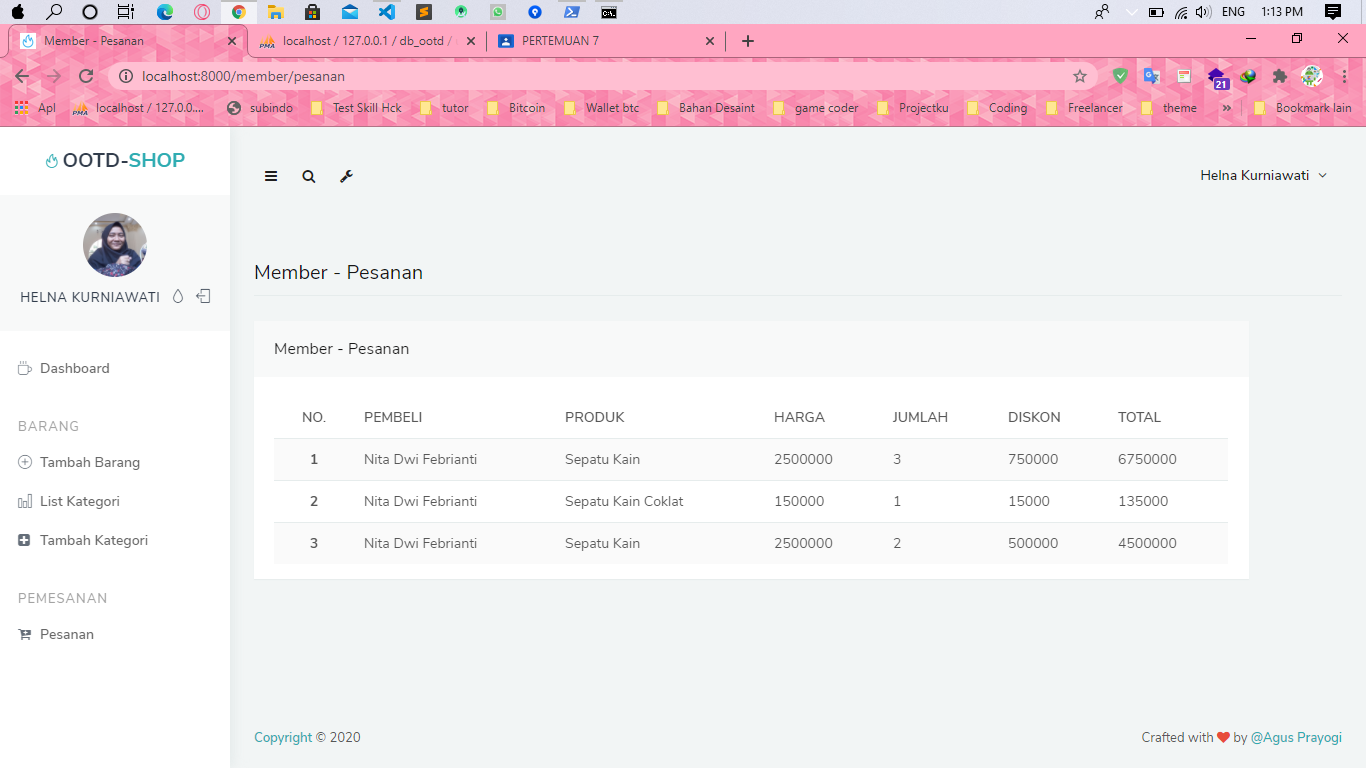 ENG 1:13 PM
Member - Pesanan
localhost / 127.0.0.1 / db_ootd /
PERTEMUAN 7
localhost:8000/member/pesanan
21
Apl
localhost / 127.0.0....
subindo
Test Skill Hck
tutor
Bitcoin
Wallet btc
Bahan Desaint
game coder
Projectku
Coding
Freelancer
theme
»
Bookmark lain
OOTD-SHOP
Helna Kurniawati
HELNA KURNIAWATI
Dashboard
BARANG
Tambah Barang
List Kategori
Tambah Kategori
PEMESANAN
Pesanan
Member - Pesanan
Member - Pesanan
NO. PEMBELI PRODUK HARGA JUMLAH DISKON TOTAL
1 Nita Dwi Febrianti Sepatu Kain 2500000 3 750000 6750000
2 Nita Dwi Febrianti Sepatu Kain Coklat 150000 1 15000 135000
3 Nita Dwi Febrianti Sepatu Kain 2500000 2 500000 4500000
Copyright © 2020
Crafted with ❤ by @Agus Prayogi